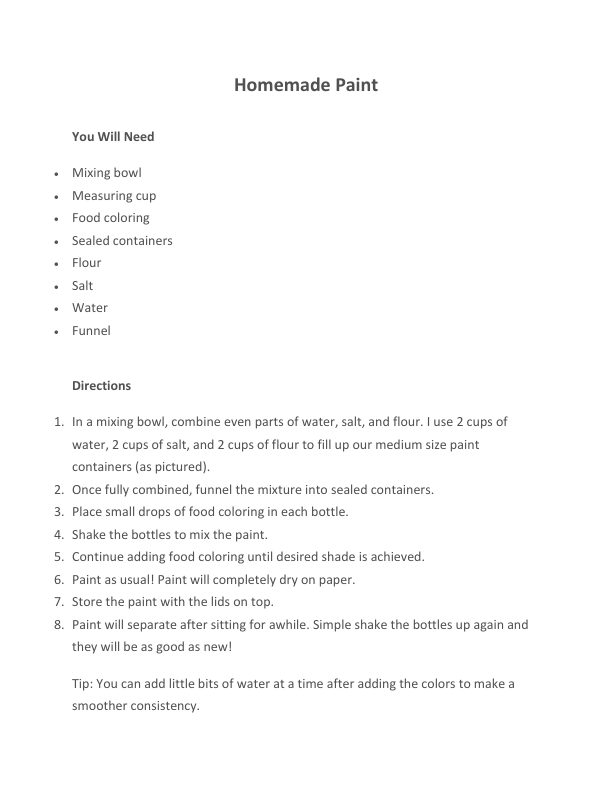 Homemade Paint
You Will Need
• Mixing bowl
• Measuring cup
• Food coloring
• Sealed containers
• Flour
• Salt
• Water
• Funnel
Directions
1. In a mixing bowl, combine even parts of water, salt, and flour. I use 2 cups of
water, 2 cups of salt, and 2 cups of flour to fill up our medium size paint
containers (as pictured).
2. Once fully combined, funnel the mixture into sealed containers.
3. Place small drops of food coloring in each bottle.
4. Shake the bottles to mix the paint.
5. Continue adding food coloring until desired shade is achieved.
6. Paint as usual! Paint will completely dry on paper.
7. Store the paint with the lids on top.
8. Paint will separate after sitting for awhile. Simple shake the bottles up again and
they will be as good as new!
Tip: You can add little bits of water at a time after adding the colors to make a
smoother consistency.